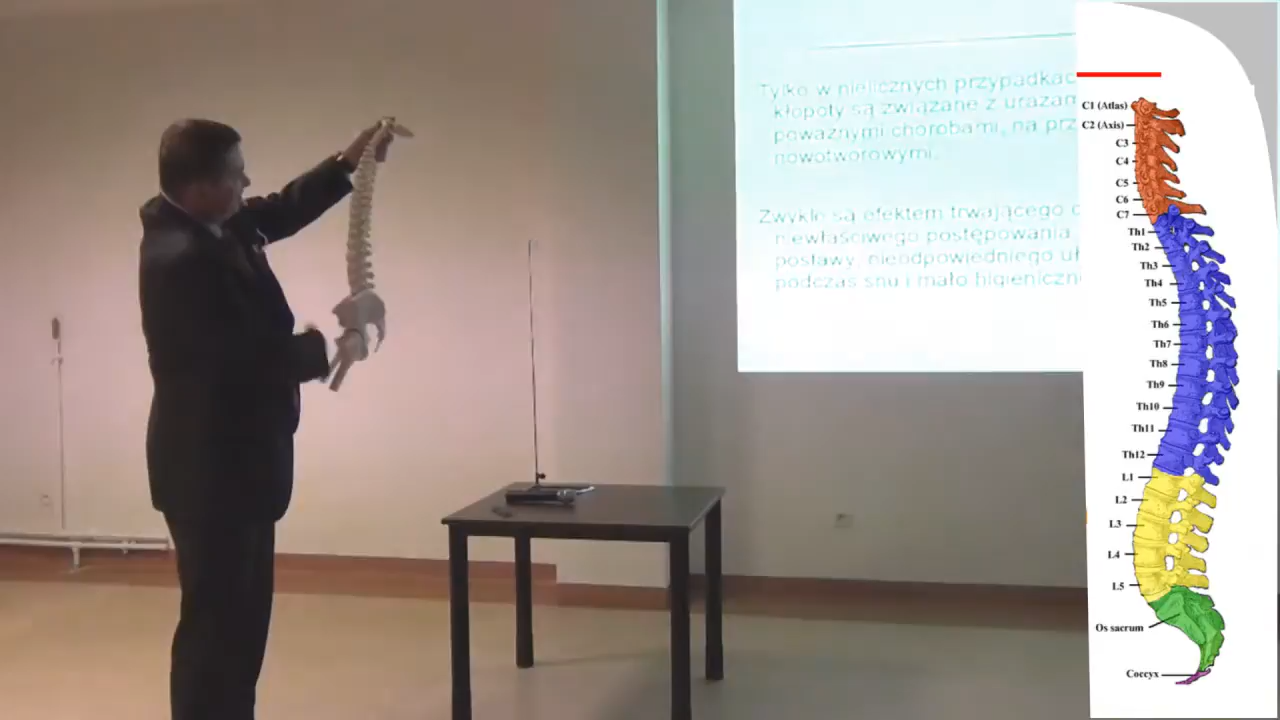 Tylko w nielicznych przypadkac
kłopoty są związane z urazam
poważnymi chorobami, na prz
nowotworowymi.
Zwykle są efektem trwającego
niewłaściwego postępowania
postawy, nieodpowiedniego
podczas snu i mało higieniczn
C1 (Atlas)
C2 (Axis)
C3
C4
C5
C6
C7
Th1
Th2
Th3
Th4
Th5
Th6
Th7
Th8
Th9
Th10
Th11
Th12
L1
L2
L3
L4
L5
Os sacrum
Coccyx